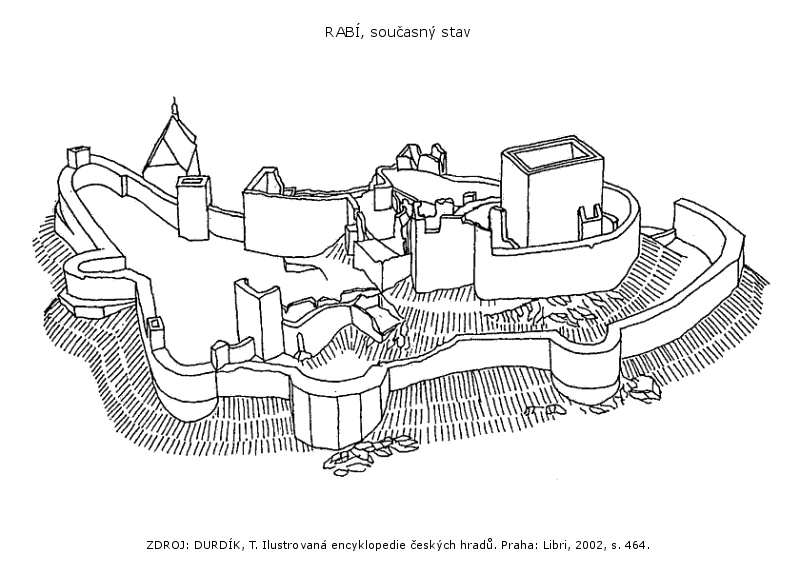 RABÍ, současný stav
ZDROJ: DURDÍK, T. Ilustrovaná encyklopedie českých hradů. Praha: Libri, 2002, s. 464.